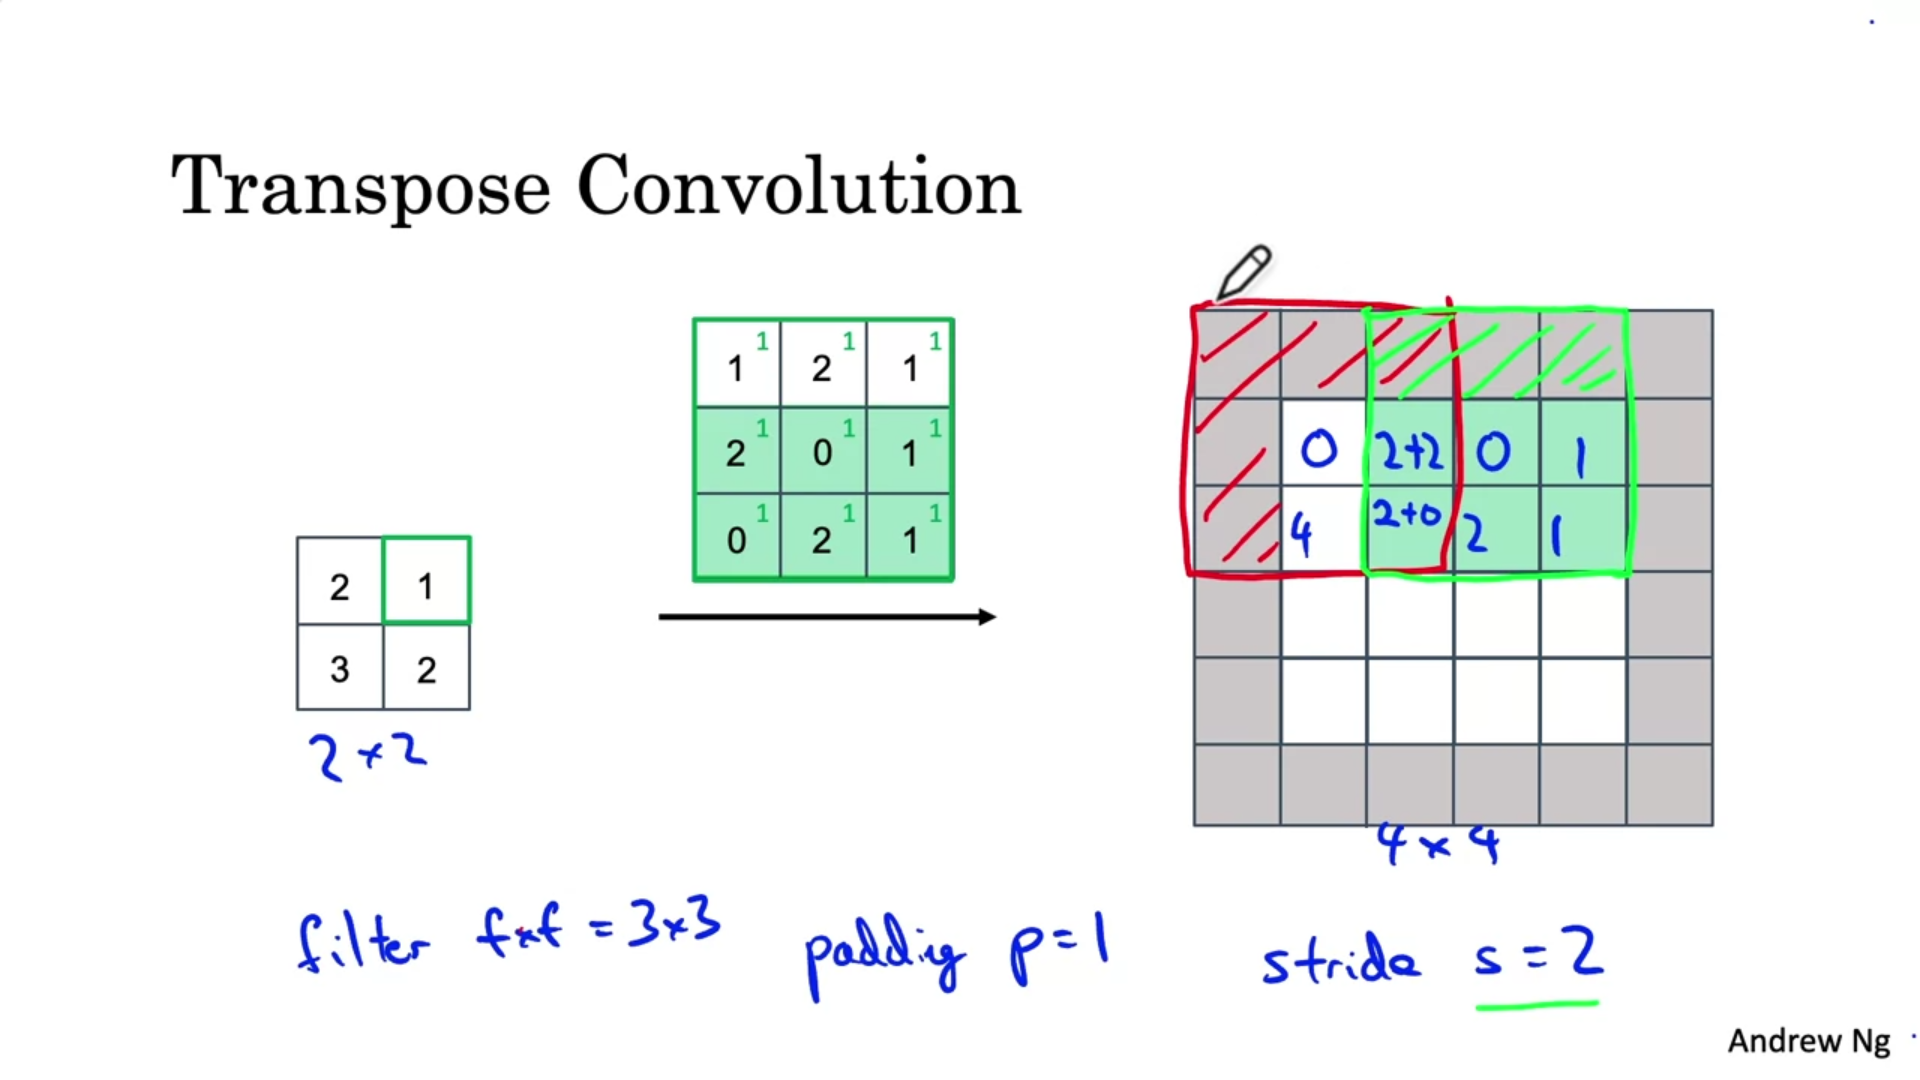 Transpose Convolution
2 1
3 2
2×2
1 1 2 1 1 1
2 1 0 1 1 1
0 1 2 1 1 1
0 2+2 0 1
4 2+0 2 1
4×4
filter f×f = 3×3 padding p=1 stride s=2
Andrew Ng